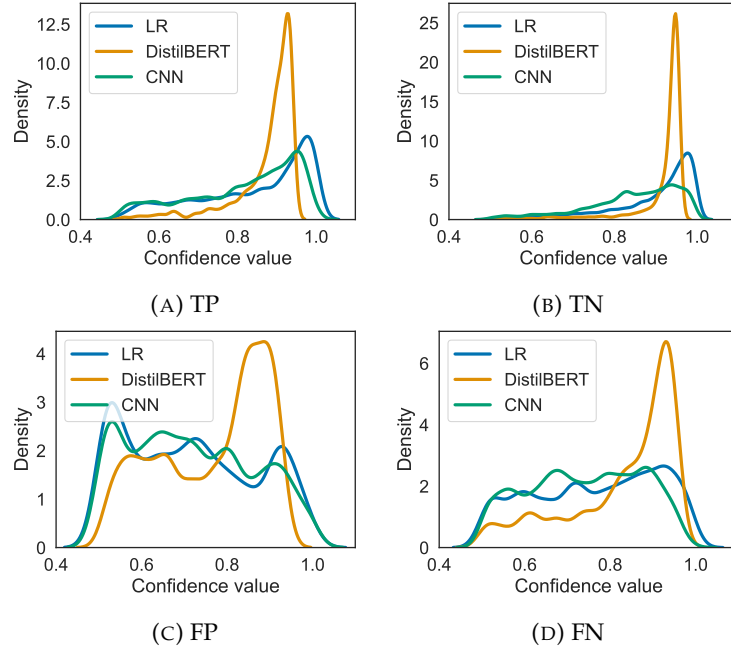 12.5
10.0
7.5
5.0
2.5
0.0
Density
LR
DistilBERT
CNN
0.4 0.6 0.8 1.0
Confidence value
(A) TP
25
20
15
10
5
0
Density
LR
DistilBERT
CNN
0.4 0.6 0.8 1.0
Confidence value
(B) TN
4
3
2
1
0
Density
LR
DistilBERT
CNN
0.4 0.6 0.8 1.0
Confidence value
(C) FP
6
4
2
0
Density
LR
DistilBERT
CNN
0.4 0.6 0.8 1.0
Confidence value
(D) FN